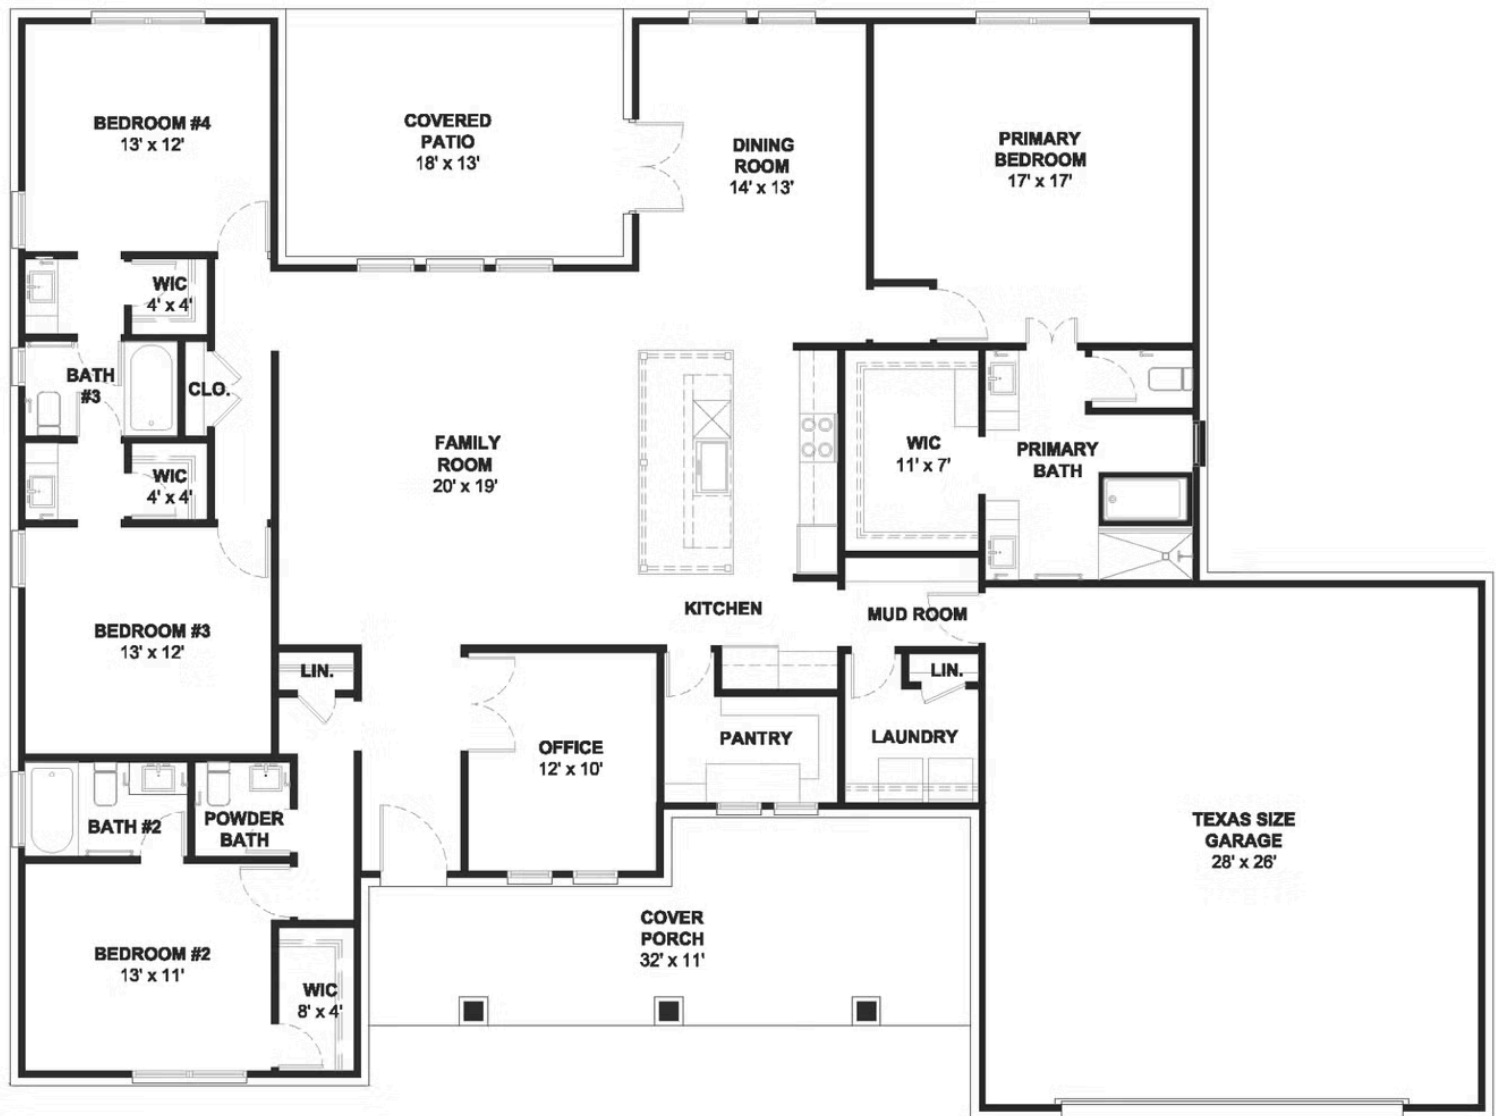 BEDROOM #4
13' x 12'
COVERED
PATIO
18' x 13'
DINING
ROOM
14' x 13'
PRIMARY
BEDROOM
17' x 17'
WIC
4' x 4'
BATH
#3
CLO.
WIC
4' x 4'
FAMILY
ROOM
20' x 19'
WIC
11' x 7'
PRIMARY
BATH
BEDROOM #3
13' x 12'
KITCHEN
MUD ROOM
LIN.
LIN.
OFFICE
12' x 10'
PANTRY
LAUNDRY
BATH #2
POWDER
BATH
TEXAS SIZE
GARAGE
28' x 26'
BEDROOM #2
13' x 11'
WIC
8' x 4'
COVER
PORCH
32' x 11'